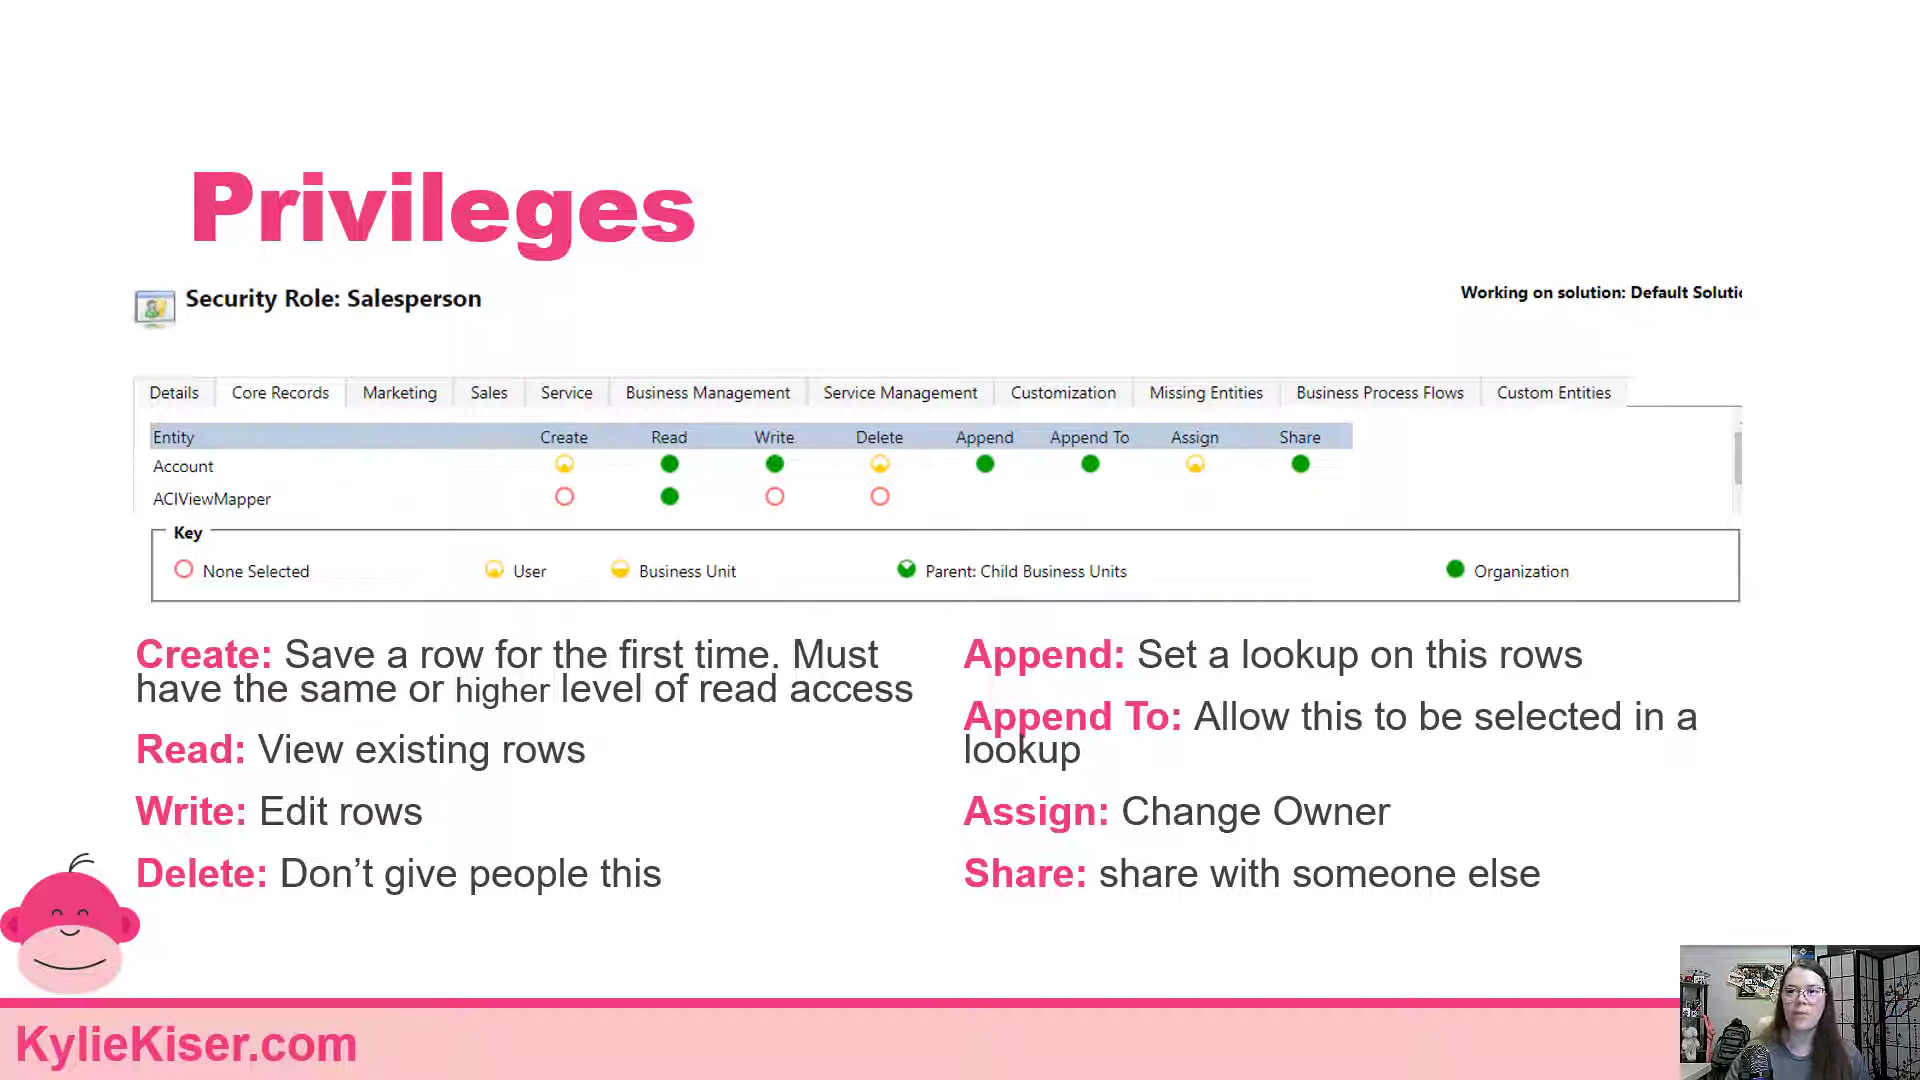 Privileges
Security Role: Salesperson
Working on solution: Default Soluti
Details Core Records Marketing Sales Service Business Management Service Management Customization Missing Entities Business Process Flows Custom Entities
Entity Create Read Write Delete Append Append To Assign Share
Account
ACIViewMapper
Key
None Selected User Business Unit Parent: Child Business Units Organization
Create: Save a row for the first time. Must
have the same or higher level of read access
Read: View existing rows
Write: Edit rows
Delete: Don’t give people this
Append: Set a lookup on this rows
Append To: Allow this to be selected in a
lookup
Assign: Change Owner
Share: share with someone else
KylieKiser.com